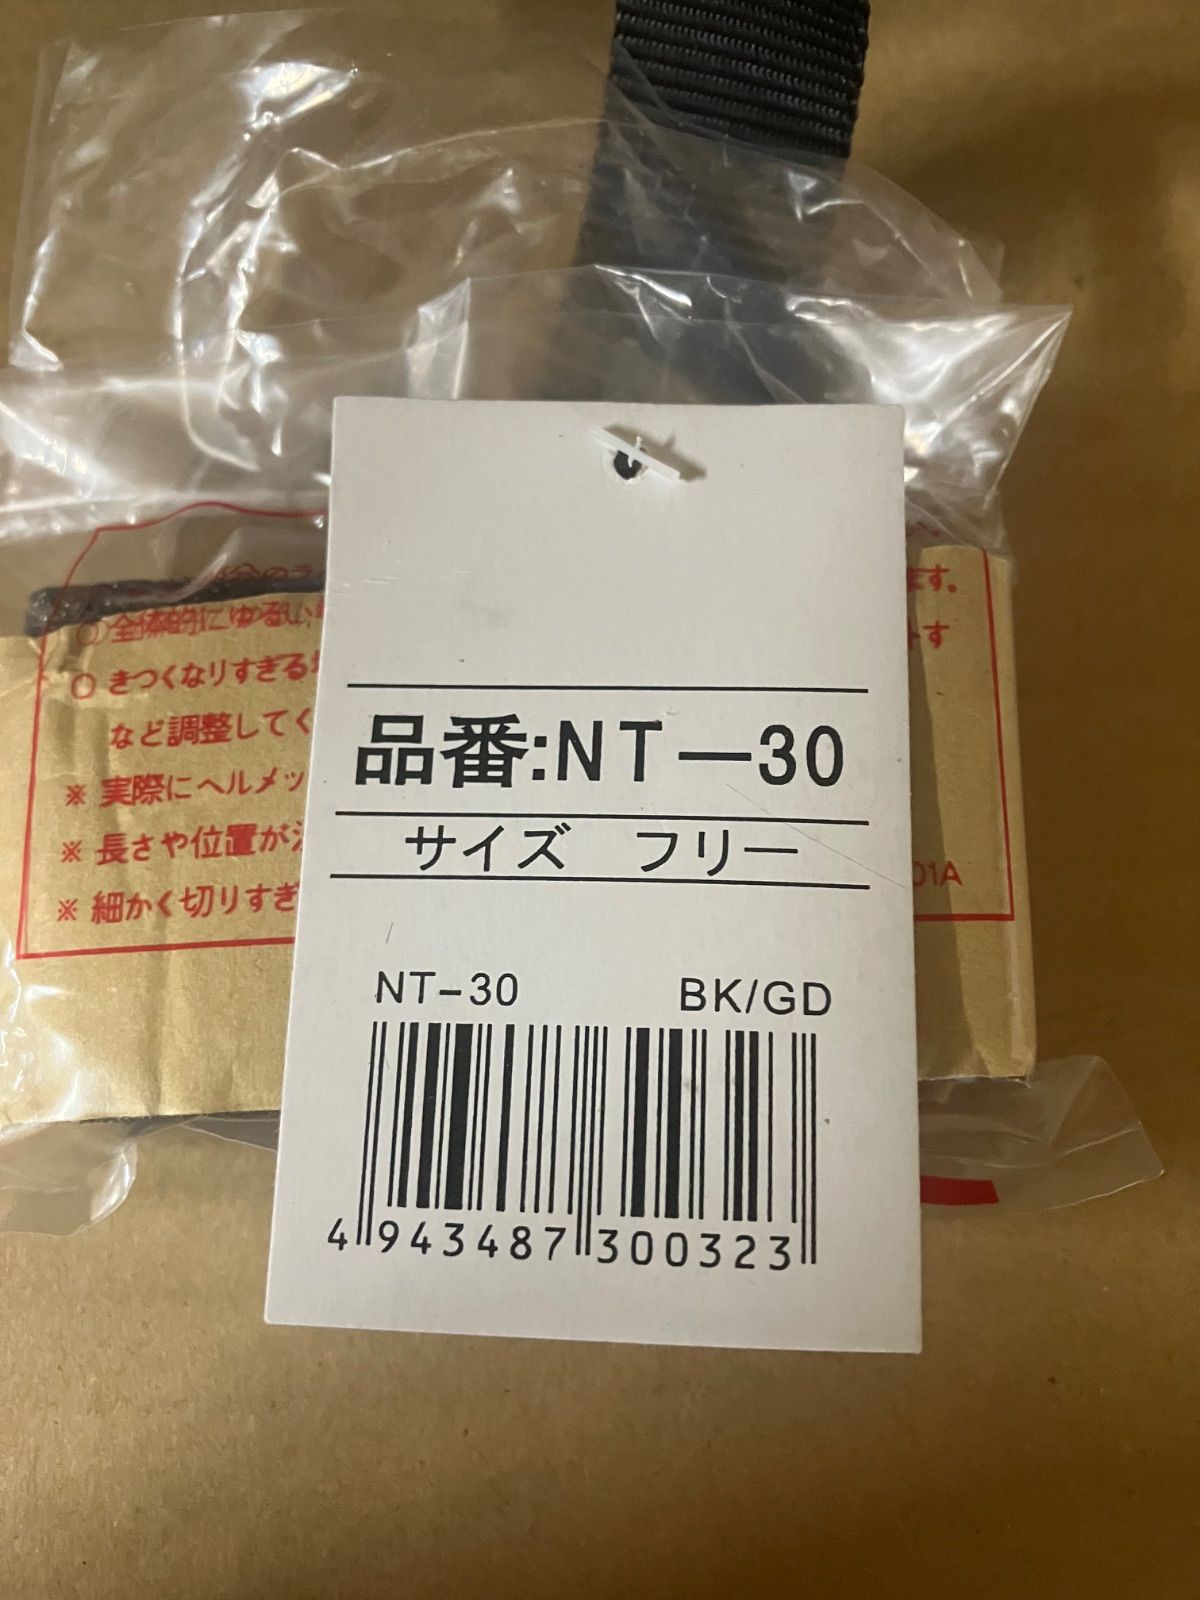 全体的にゆるい
きつくなりすぎる
など調整してく
※ 実際にヘルメッ
※ 長さや位置が
※ 細かく切りすぎ
ます。
す
01A
品番:NT—30
サイズ フリー
NT-30 BK/GD
4 943487 300323